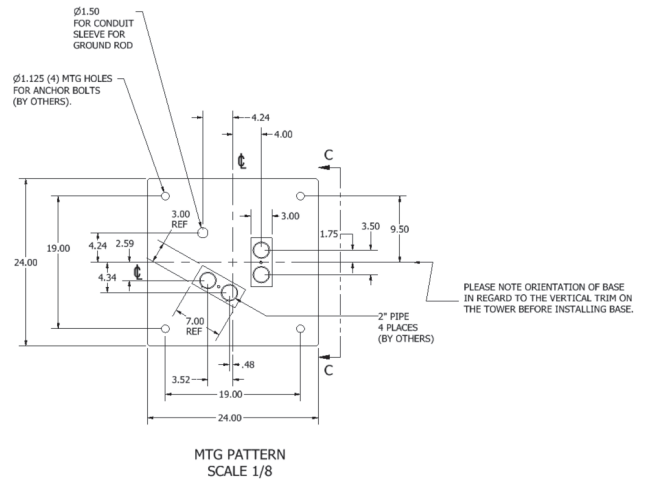 Ø1.50
FOR CONDUIT
SLEEVE FOR
GROUND ROD
Ø1.125 (4) MTG HOLES
FOR ANCHOR BOLTS
(BY OTHERS).
4.24
4.00
℄
C
3.00
REF
3.00
1.75
3.50
9.50
19.00
4.24
2.59
24.00
℄
4.34
PLEASE NOTE ORIENTATION OF BASE
IN REGARD TO THE VERTICAL TRIM ON
THE TOWER BEFORE INSTALLING BASE.
7.00
REF
2" PIPE
4 PLACES
(BY OTHERS)
.48
3.52
C
19.00
24.00
MTG PATTERN
SCALE 1/8